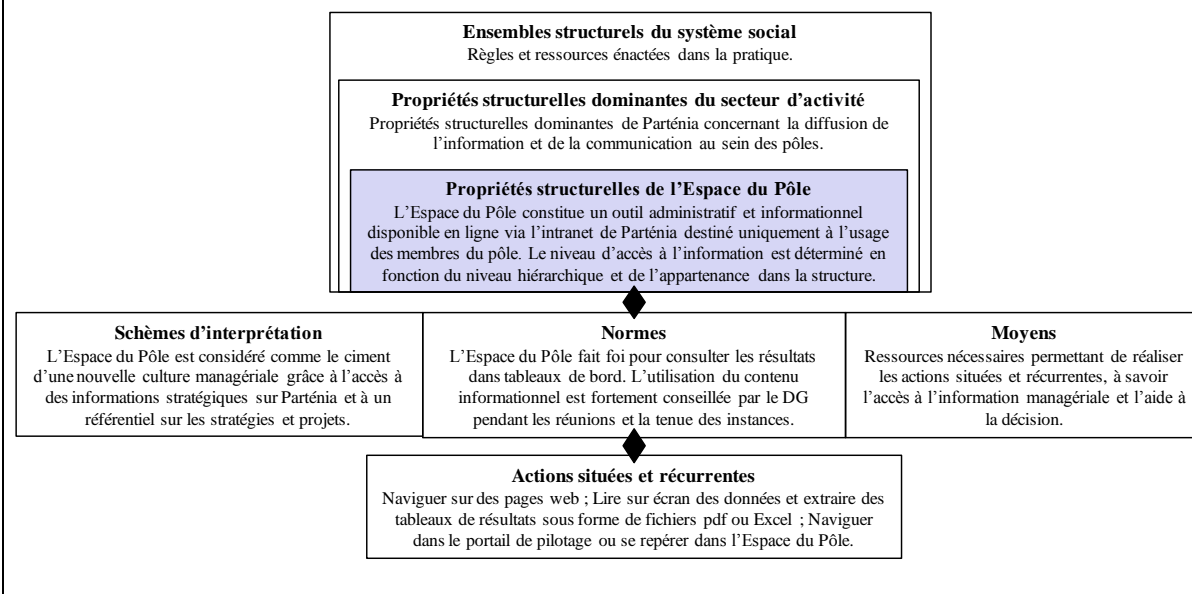 Ensembles structurels du système social
Règles et ressources énactées dans la pratique.
Propriétés structurelles dominantes du secteur d'activité
Propriétés structurelles dominantes de Parténia concernant la diffusion de
l'information et de la communication au sein des pôles.
Propriétés structurelles de l'Espace du Pôle
L'Espace du Pôle constitue un outil administratif et informationnel
disponible en ligne via l'intranet de Parténia destiné uniquement à l'usage
des membres du pôle. Le niveau d'accès à l'information est déterminé en
fonction du niveau hiérarchique et de l'appartenance dans la structure.
Schèmes d'interprétation
L'Espace du Pôle est considéré comme le ciment
d'une nouvelle culture managériale grâce à l'accès à
des informations stratégiques sur Parténia et à un
référentiel sur les stratégies et projets.
Normes
L'Espace du Pôle fait foi pour consulter les résultats
dans tableaux de bord. L'utilisation du contenu
informationnel est fortement conseillée par le DG
pendant les réunions et la tenue des instances.
Moyens
Ressources nécessaires permettant de réaliser
les actions situées et récurrentes, à savoir
l'accès à l'information managériale et l'aide à
la décision.
Actions situées et récurrentes
Naviguer sur des pages web ; Lire sur écran des données et extraire des
tableaux de résultats sous forme de fichiers pdf ou Excel ; Naviguer
dans le portail de pilotage ou se repérer dans l'Espace du Pôle.